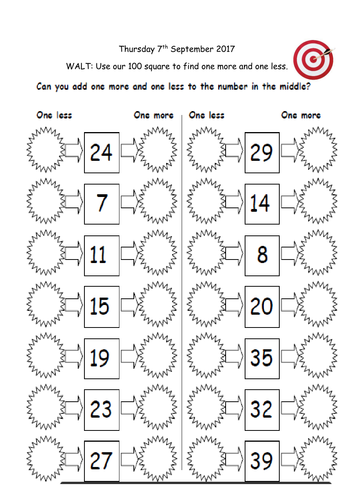 Thursday 7th September 2017
WALT: Use our 100 square to find one more and one less.
Can you add one more and one less to the number in the middle?
One less One more One less One more
24 29
7 14
11 8
15 20
19 35
23 32
27 39